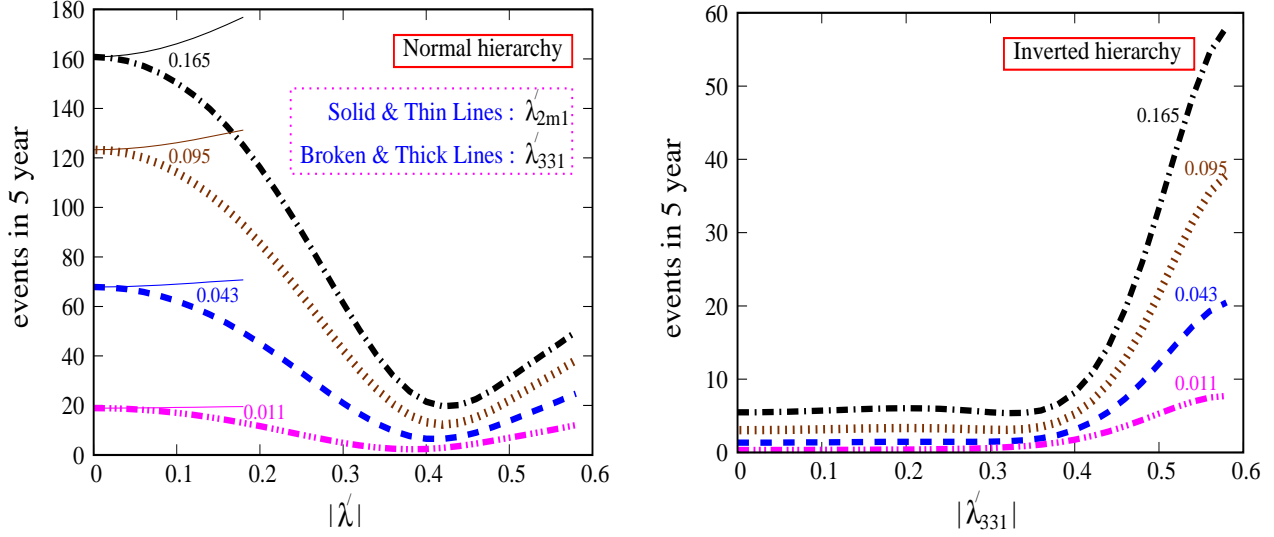 180
160
140
120
100
80
60
40
20
0
events in 5 year
0.165
0.095
0.043
0.011
Normal hierarchy
Solid & Thin Lines : λ′2m1
Broken & Thick Lines : λ′331
0 0.1 0.2 0.3 0.4 0.5 0.6
|λ′|
60
50
40
30
20
10
0
events in 5 year
Inverted hierarchy
0.165
0.095
0.043
0.011
0 0.1 0.2 0.3 0.4 0.5 0.6
|λ′331|